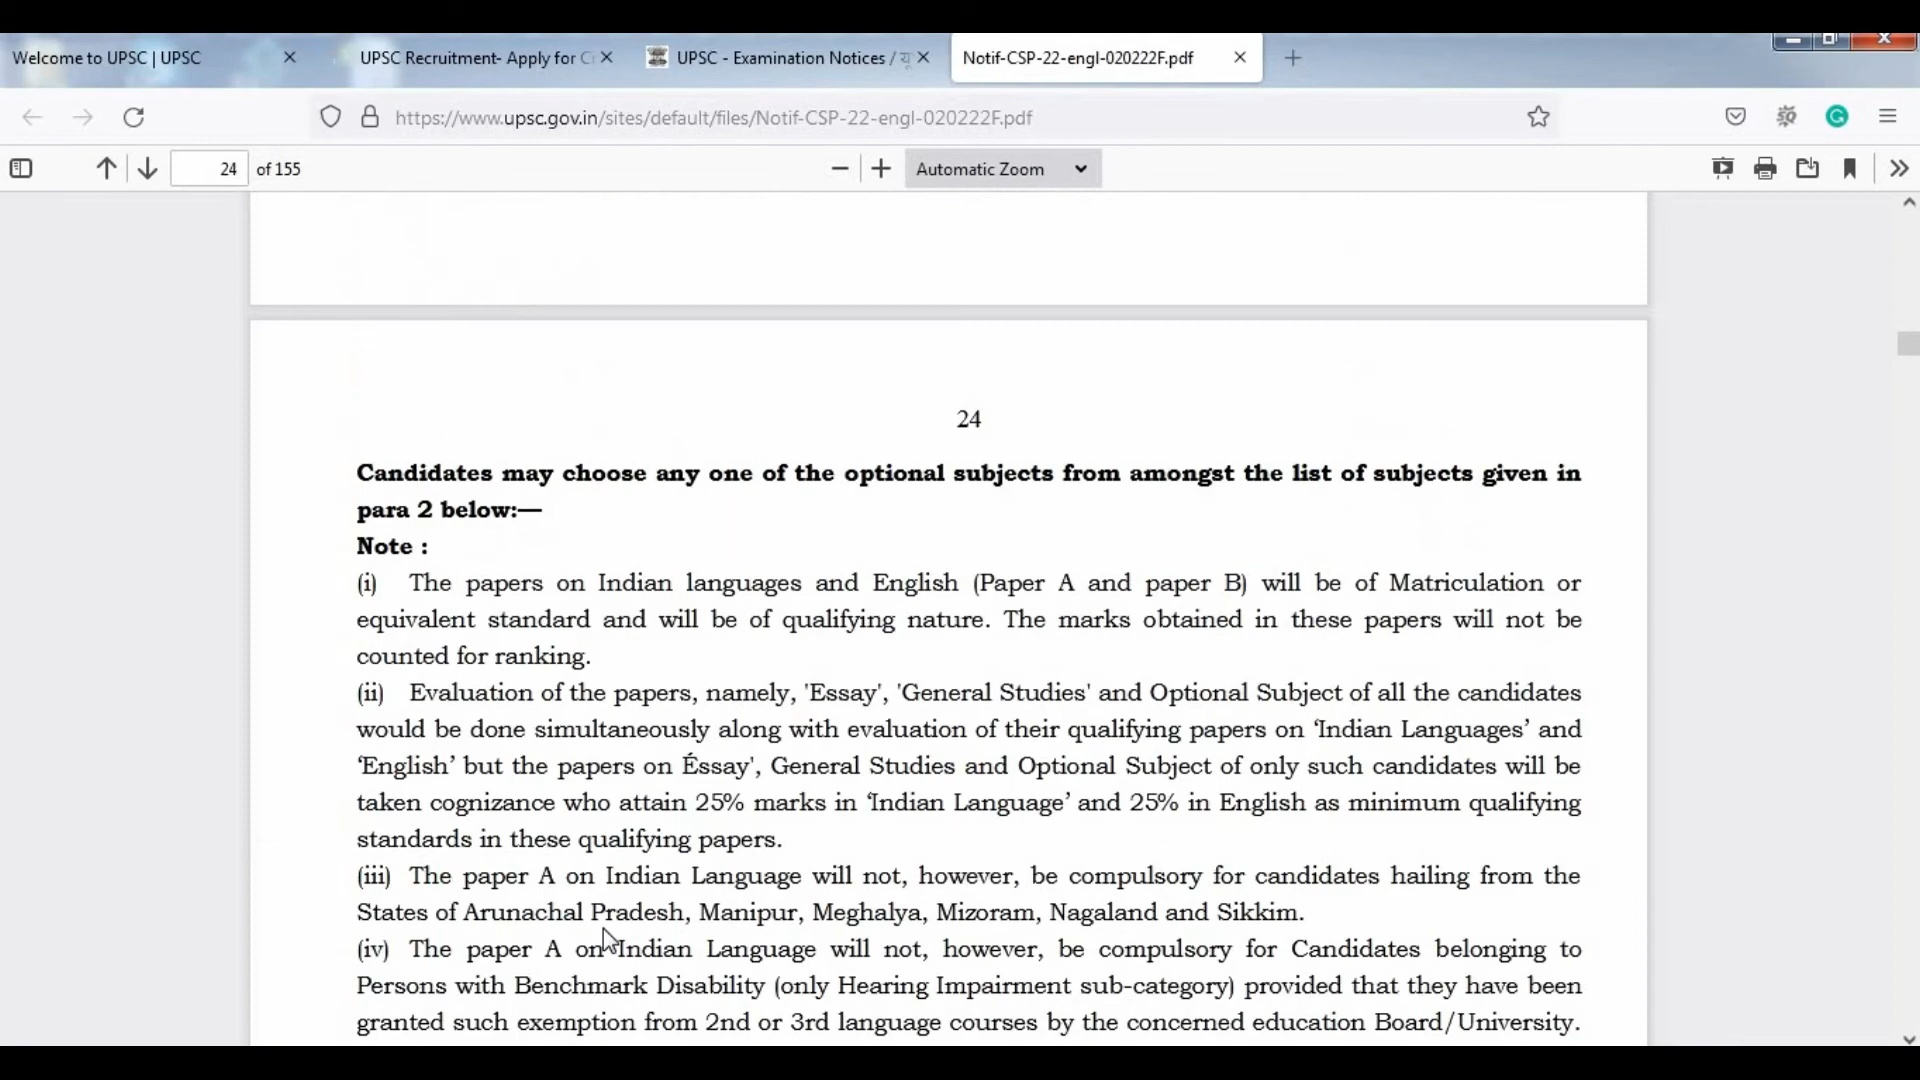 Welcome to UPSC | UPSC
UPSC Recruitment- Apply for
UPSC - Examination Notices /
Notif-CSP-22-engl-020222F.pdf
https://www.upsc.gov.in/sites/default/files/Notif-CSP-22-engl-020222F.pdf
24 of 155
Automatic Zoom
24
Candidates may choose any one of the optional subjects from amongst the list of subjects given in
para 2 below:—
Note :
(i) The papers on Indian languages and English (Paper A and paper B) will be of Matriculation or
equivalent standard and will be of qualifying nature. The marks obtained in these papers will not be
counted for ranking.
(ii) Evaluation of the papers, namely, 'Essay', 'General Studies' and Optional Subject of all the candidates
would be done simultaneously along with evaluation of their qualifying papers on ‘Indian Languages’ and
‘English’ but the papers on Éssay', General Studies and Optional Subject of only such candidates will be
taken cognizance who attain 25% marks in ‘Indian Language’ and 25% in English as minimum qualifying
standards in these qualifying papers.
(iii) The paper A on Indian Language will not, however, be compulsory for candidates hailing from the
States of Arunachal Pradesh, Manipur, Meghalya, Mizoram, Nagaland and Sikkim.
(iv) The paper A on Indian Language will not, however, be compulsory for Candidates belonging to
Persons with Benchmark Disability (only Hearing Impairment sub-category) provided that they have been
granted such exemption from 2nd or 3rd language courses by the concerned education Board/University.